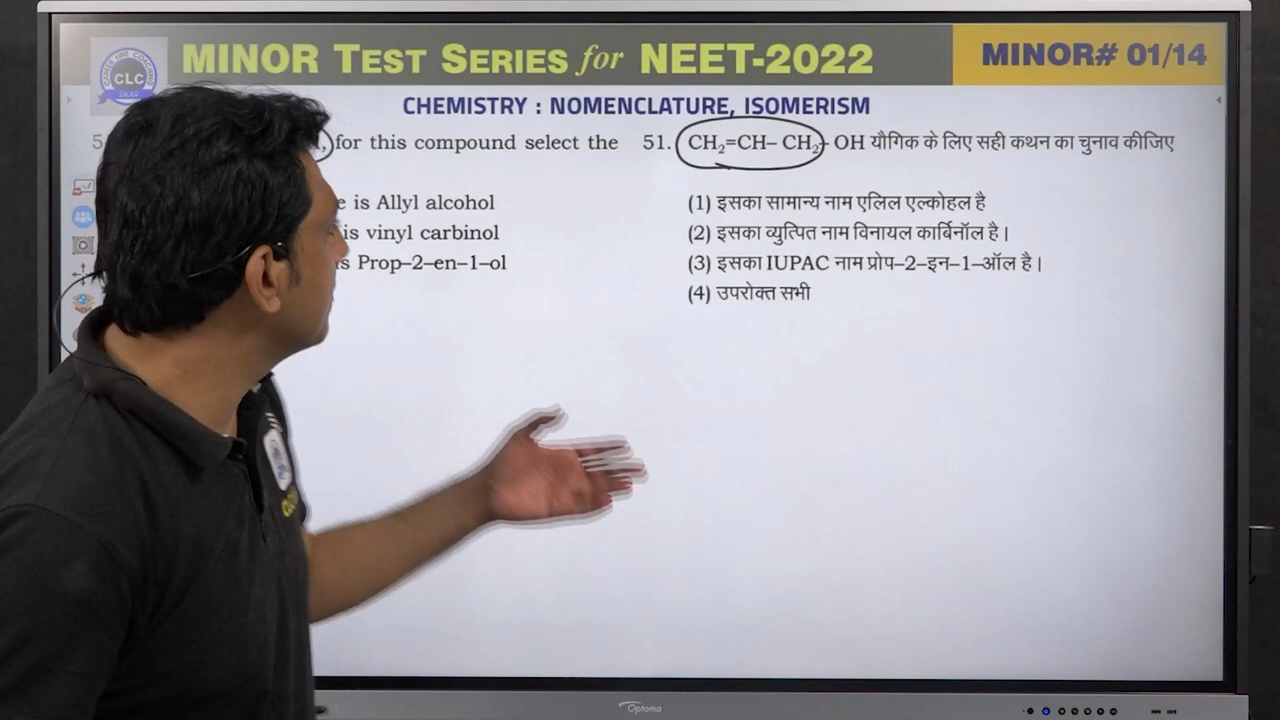 MINOR TEST SERIES for NEET-2022
MINOR# 01/14
CLC
SIKAR
CHEMISTRY : NOMENCLATURE, ISOMERISM
for this compound select the
e is Allyl alcohol
is vinyl carbinol
is Prop–2–en–1–ol
51. CH₂=CH– CH₂– OH यौगिक के लिए सही कथन का चुनाव कीजिए
(1) इसका सामान्य नाम एलिल एल्कोहल है
(2) इसका व्युत्पित नाम विनायल कार्बिनॉल है।
(3) इसका IUPAC नाम प्रोप–2–इन–1–ऑल है।
(4) उपरोक्त सभी
Optoma